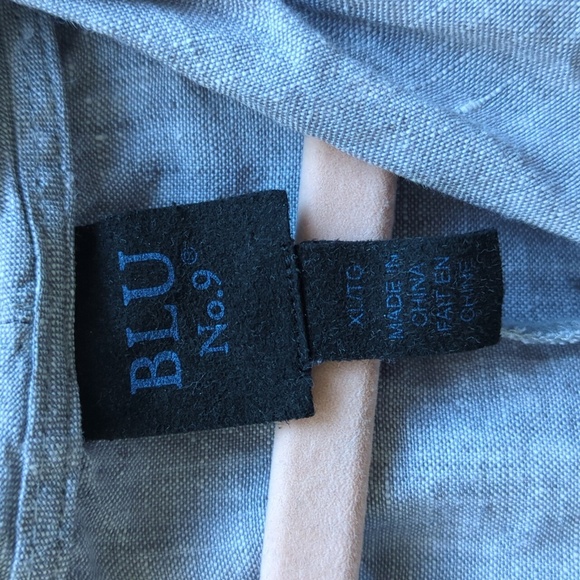 BLU
No.9®
XL/TG
MADE IN
CHINA
FAIT EN
CHINE